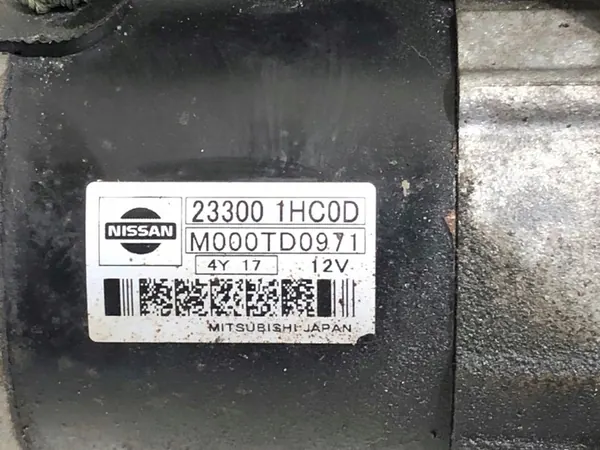 NISSAN
23300 1HC0D
M000TD0971
4Y 17 12V
MITSUBISHI-JAPAN